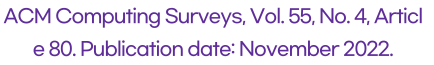 ACM Computing Surveys, Vol. 55, No. 4, Articl
e 80. Publication date: November 2022.